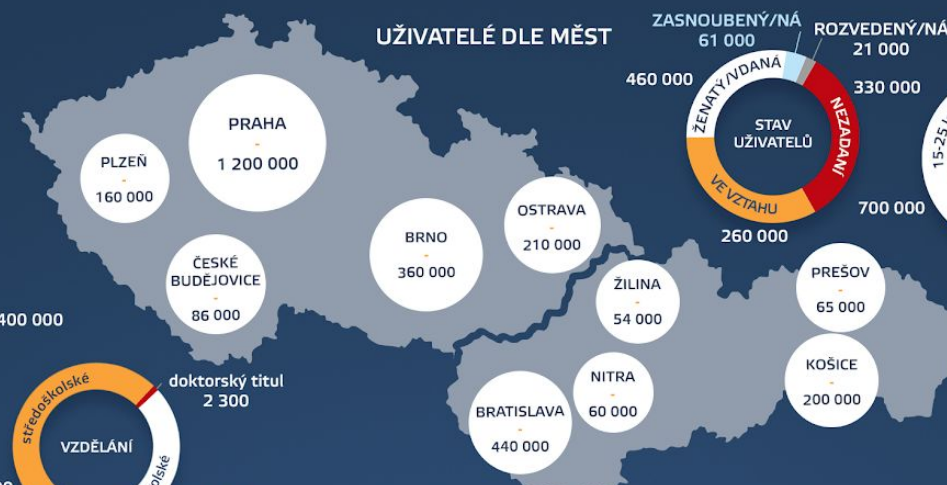 UŽIVATELÉ DLE MĚST
PRAHA
-
1 200 000
PLZEŇ
-
160 000
ČESKÉ
BUDĚJOVICE
-
86 000
BRNO
-
360 000
OSTRAVA
-
210 000
ŽILINA
-
54 000
PREŠOV
-
65 000
KOŠICE
-
200 000
NITRA
-
60 000
BRATISLAVA
-
440 000
ZASNOUBENÝ/NÁ
61 000
ROZVEDENÝ/NÁ
21 000
460 000
ŽENATÝ/VDANÁ
330 000
NEZADANÍ
STAV
UŽIVATELŮ
VE VZTAHU
260 000
700 000
15-25
400 000
doktorský titul
2 300
středoškolské
VZDĚLÁNÍ